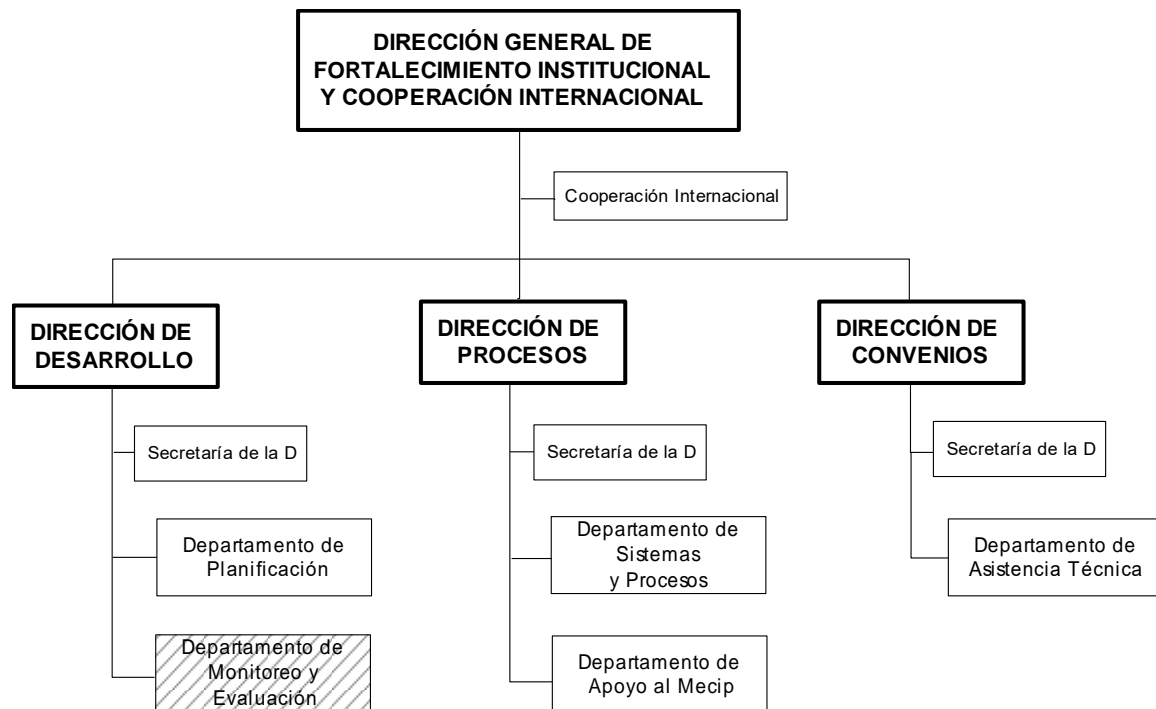 DIRECCIÓN GENERAL DE
FORTALECIMIENTO INSTITUCIONAL
Y COOPERACIÓN INTERNACIONAL
Cooperación Internacional
DIRECCIÓN DE
DESARROLLO
DIRECCIÓN DE
PROCESOS
DIRECCIÓN DE
CONVENIOS
Secretaría de la D
Secretaría de la D
Secretaría de la D
Departamento de
Planificación
Departamento de
Sistemas
y Procesos
Departamento de
Asistencia Técnica
Departamento de
Monitoreo y
Evaluación
Departamento de
Apoyo al Mecip